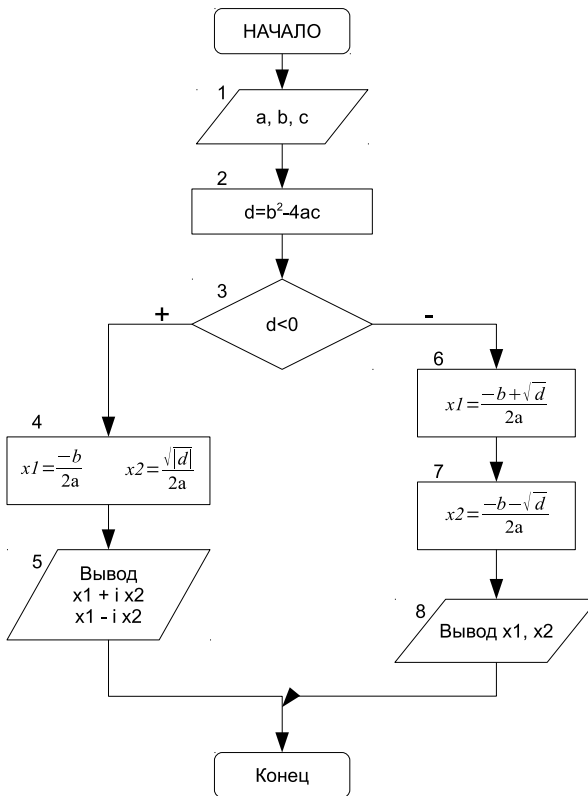 НАЧАЛО
1
a, b, c
2
d=b²-4ac
3
d<0
+
-
4
x1=-b/2a x2=√|d|/2a
5
Вывод
x1 + i x2
x1 - i x2
6
x1=-b+√d/2a
7
x2=-b-√d/2a
8
Вывод x1, x2
Конец